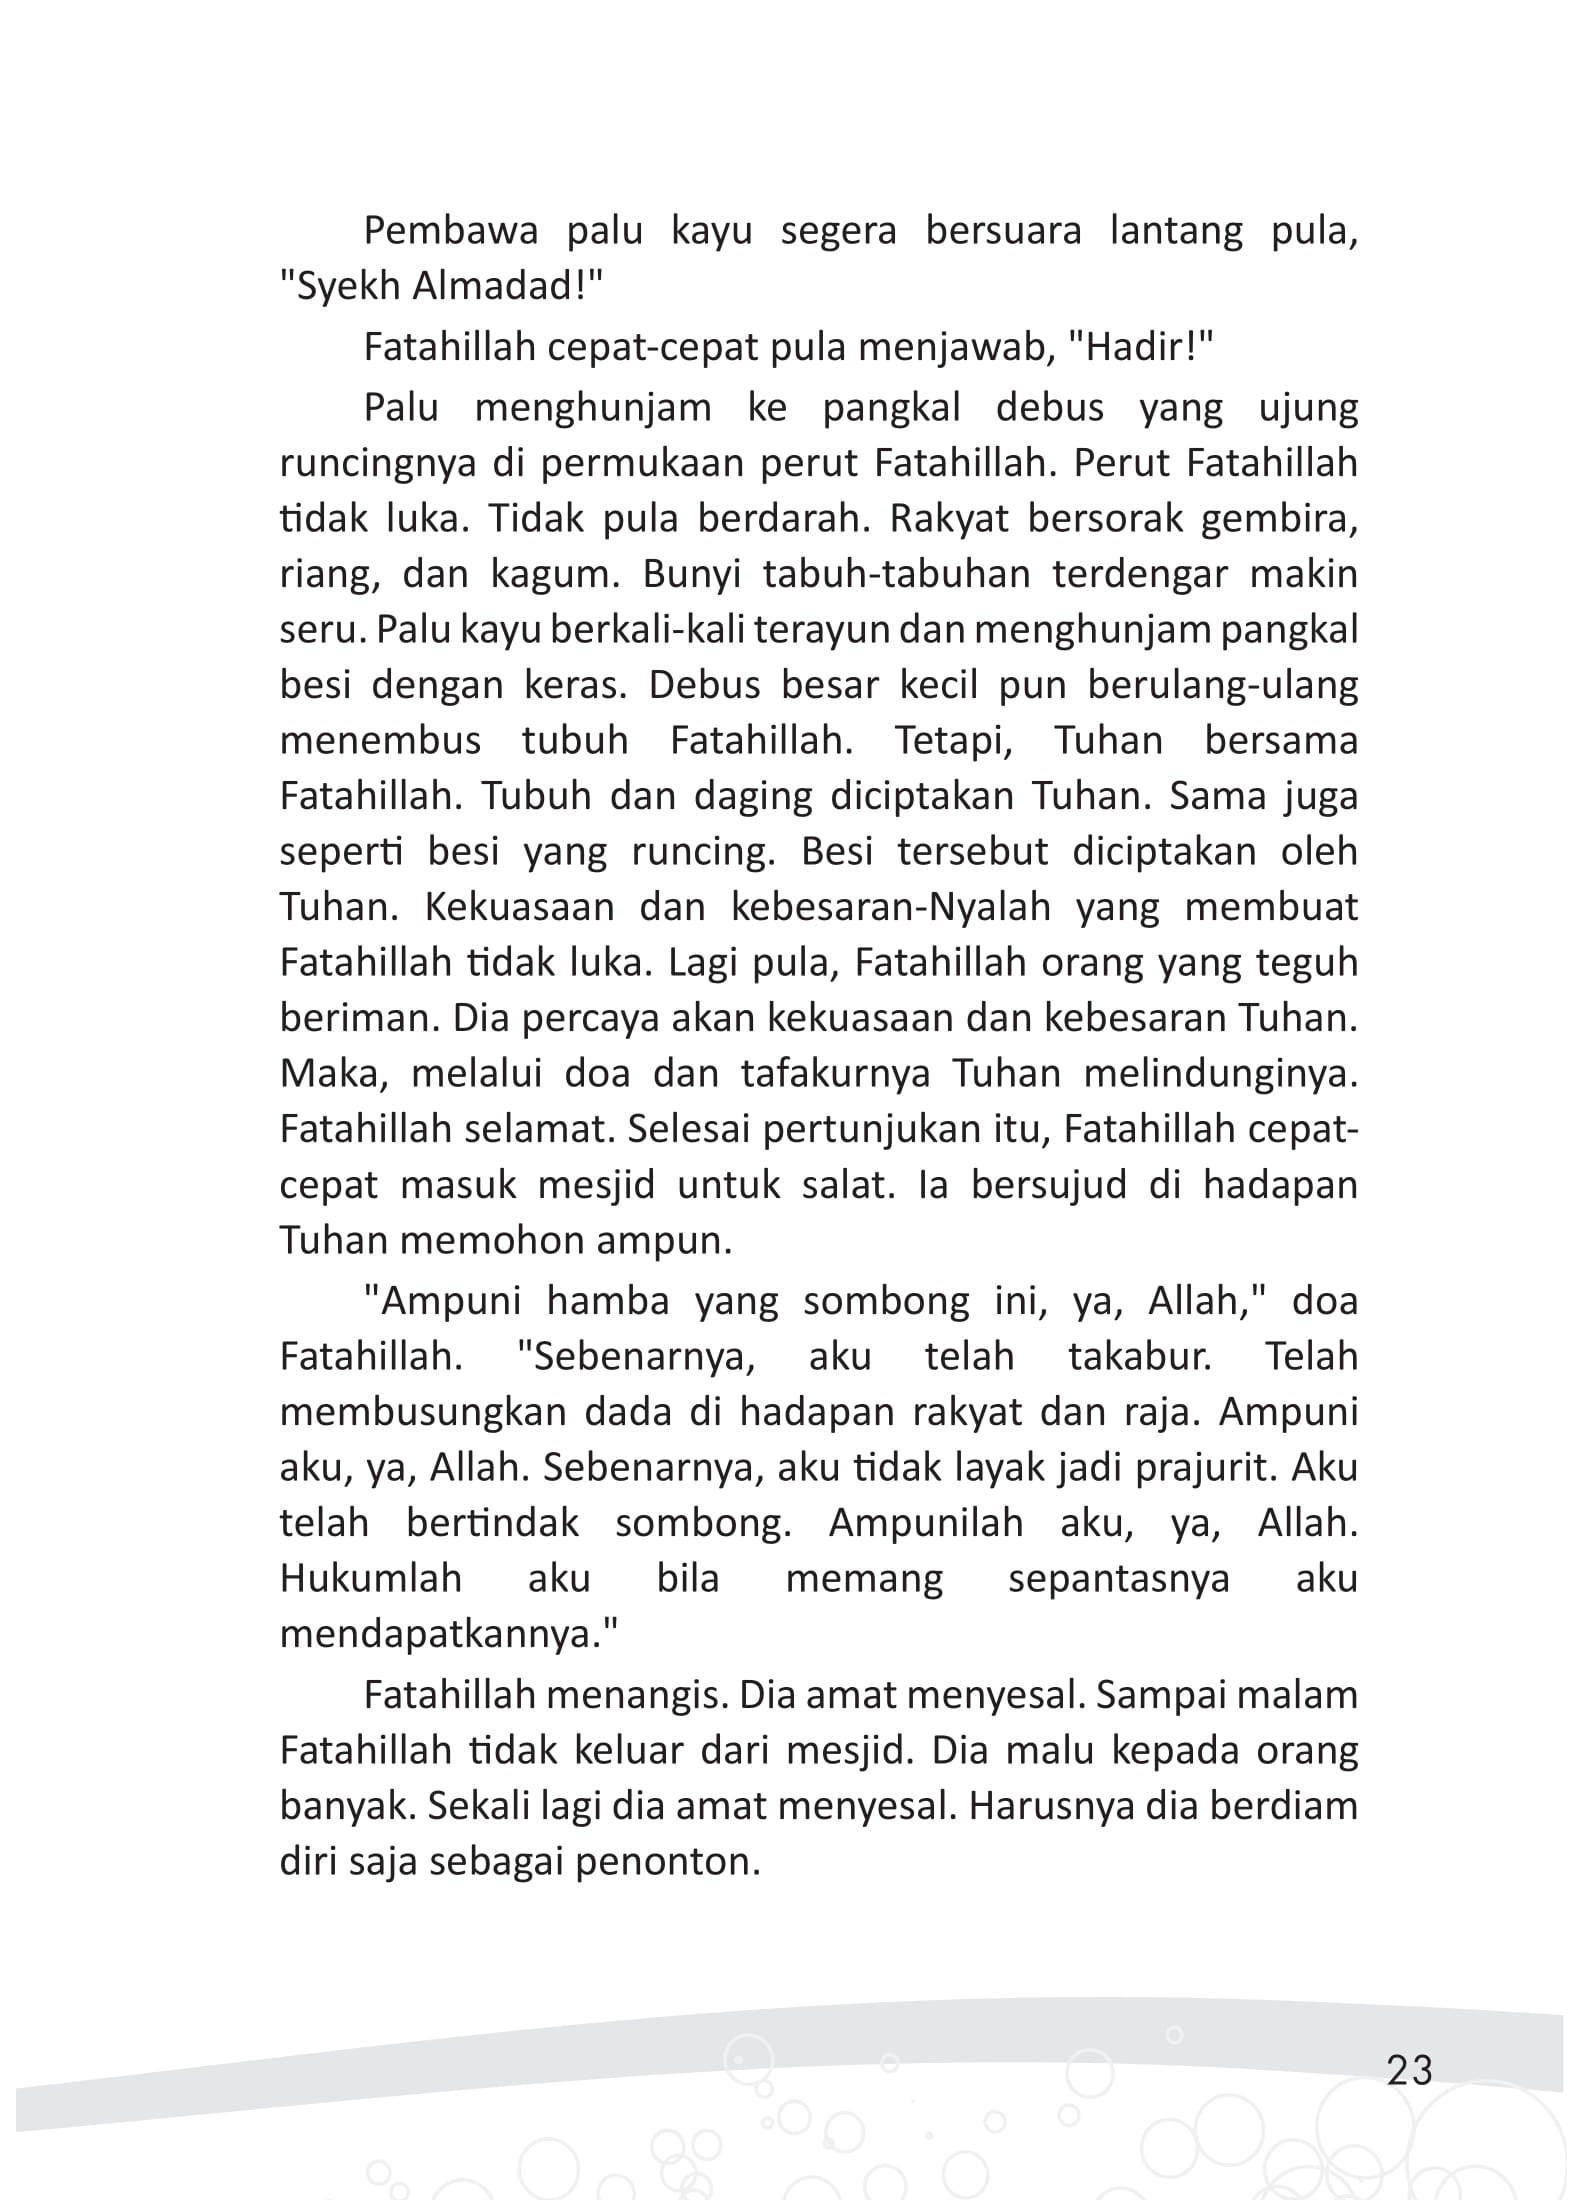 Pembawa palu kayu segera bersuara lantang pula,
"Syekh Almadad!"
Fatahillah cepat-cepat pula menjawab, "Hadir!"
Palu menghunjam ke pangkal debus yang ujung
runcingnya di permukaan perut Fatahillah. Perut Fatahillah
tidak luka. Tidak pula berdarah. Rakyat bersorak gembira,
riang, dan kagum. Bunyi tabuh-tabuhan terdengar makin
seru. Palu kayu berkali-kali terayun dan menghunjam pangkal
besi dengan keras. Debus besar kecil pun berulang-ulang
menembus tubuh Fatahillah. Tetapi, Tuhan bersama
Fatahillah. Tubuh dan daging diciptakan Tuhan. Sama juga
seperti besi yang runcing. Besi tersebut diciptakan oleh
Tuhan. Kekuasaan dan kebesaran-Nyalah yang membuat
Fatahillah tidak luka. Lagi pula, Fatahillah orang yang teguh
beriman. Dia percaya akan kekuasaan dan kebesaran Tuhan.
Maka, melalui doa dan tafakurnya Tuhan melindunginya.
Fatahillah selamat. Selesai pertunjukan itu, Fatahillah cepat-
cepat masuk mesjid untuk salat. Ia bersujud di hadapan
Tuhan memohon ampun.
"Ampuni hamba yang sombong ini, ya, Allah," doa
Fatahillah. "Sebenarnya, aku telah takabur. Telah
membusungkan dada di hadapan rakyat dan raja. Ampuni
aku, ya, Allah. Sebenarnya, aku tidak layak jadi prajurit. Aku
telah bertindak sombong. Ampunilah aku, ya, Allah.
Hukumlah aku bila memang sepantasnya aku
mendapatkannya."
Fatahillah menangis. Dia amat menyesal. Sampai malam
Fatahillah tidak keluar dari mesjid. Dia malu kepada orang
banyak. Sekali lagi dia amat menyesal. Harusnya dia berdiam
diri saja sebagai penonton.
23